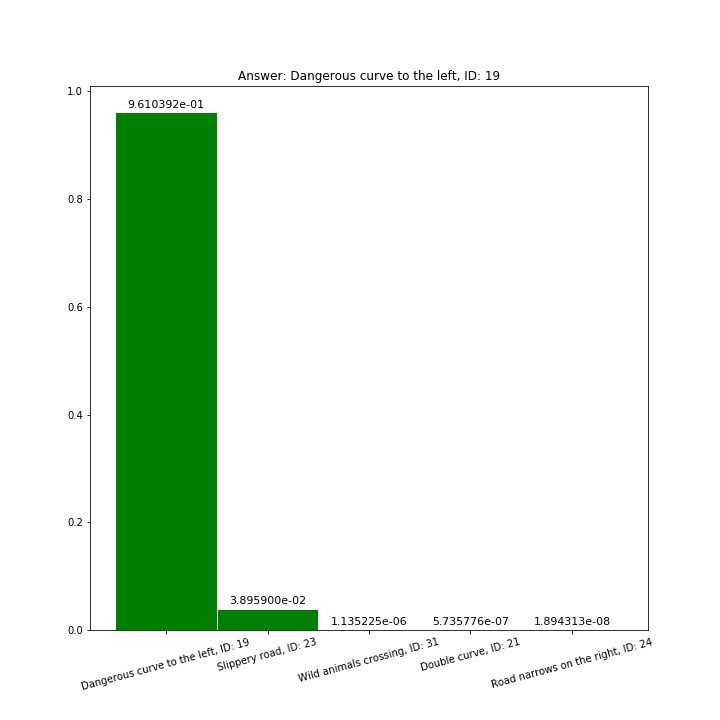 Answer: Dangerous curve to the left, ID: 19
1.0
0.8
0.6
0.4
0.2
0.0
9.610392e-01
3.895900e-02
1.135225e-06
5.735776e-07
1.894313e-08
Dangerous curve to the left, ID: 19
Slippery road, ID: 23
Wild animals crossing, ID: 31
Double curve, ID: 21
Road narrows on the right, ID: 24